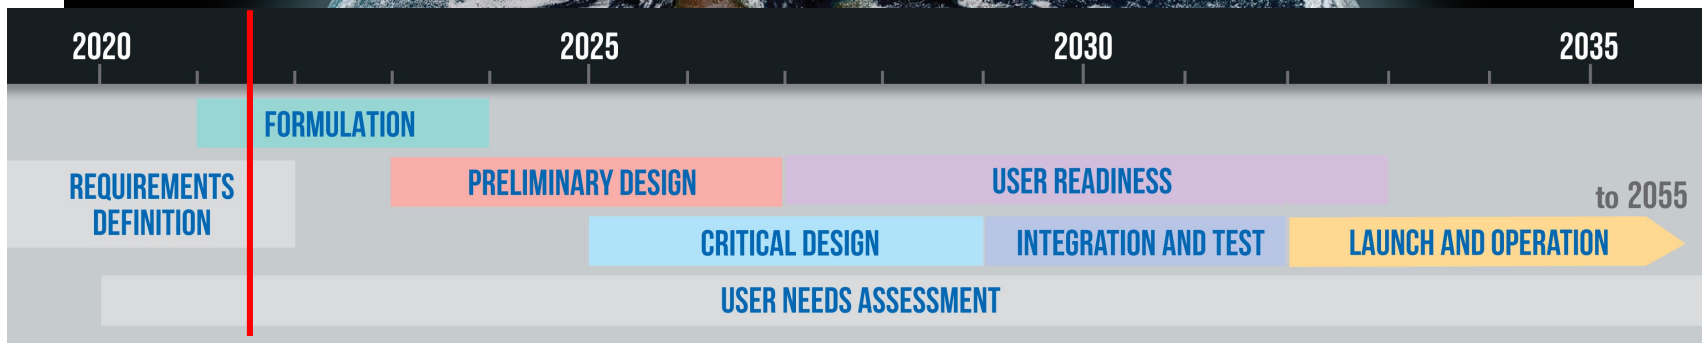 2020 2025 2030 2035
FORMULATION
REQUIREMENTS
DEFINITION
PRELIMINARY DESIGN
USER READINESS
to 2055
CRITICAL DESIGN
INTEGRATION AND TEST
LAUNCH AND OPERATION
USER NEEDS ASSESSMENT